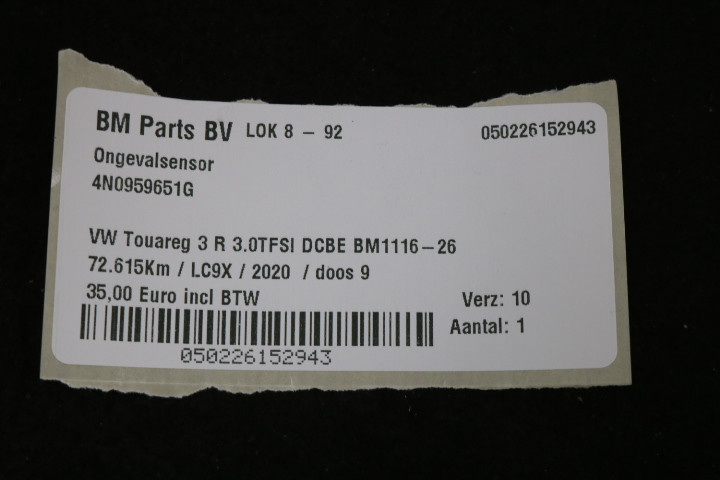 BM Parts BV LOK 8 - 92 050226152943
Ongevalsensor
4N0959651G
VW Touareg 3 R 3.0TFSI DCBE BM1116-26
72.615Km / LC9X / 2020 / doos 9
35,00 Euro incl BTW Verz: 10
Aantal: 1
050226152943